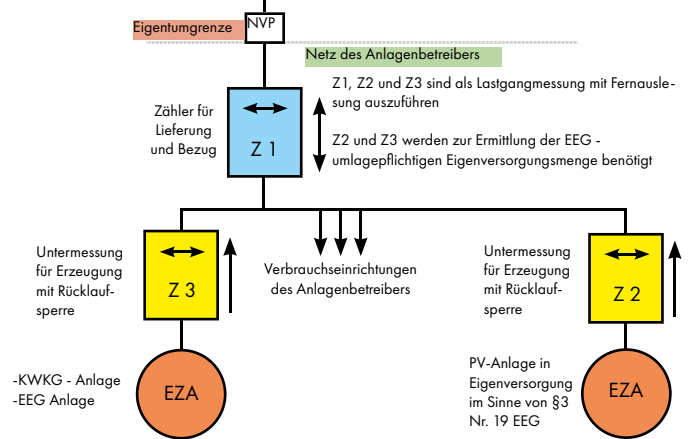 Eigentumgrenze
NVP
Netz des Anlagenbetreibers
Z1, Z2 und Z3 sind als Lastgangmessung mit Fernausle-
sung auszuführen
Zähler für
Lieferung
und Bezug
Z 1
Z2 und Z3 werden zur Ermittlung der EEG -
umlagepflichtigen Eigenversorgungsmenge benötigt
Untermessung
für Erzeugung
mit Rücklauf-
sperre
Z 3
Verbrauchseinrichtungen
des Anlagenbetreibers
Untermessung
für Erzeugung
mit Rücklauf-
sperre
Z 2
-KWKG - Anlage
-EEG Anlage
EZA
PV-Anlage in
Eigenversorgung
im Sinne von §3
Nr. 19 EEG
EZA